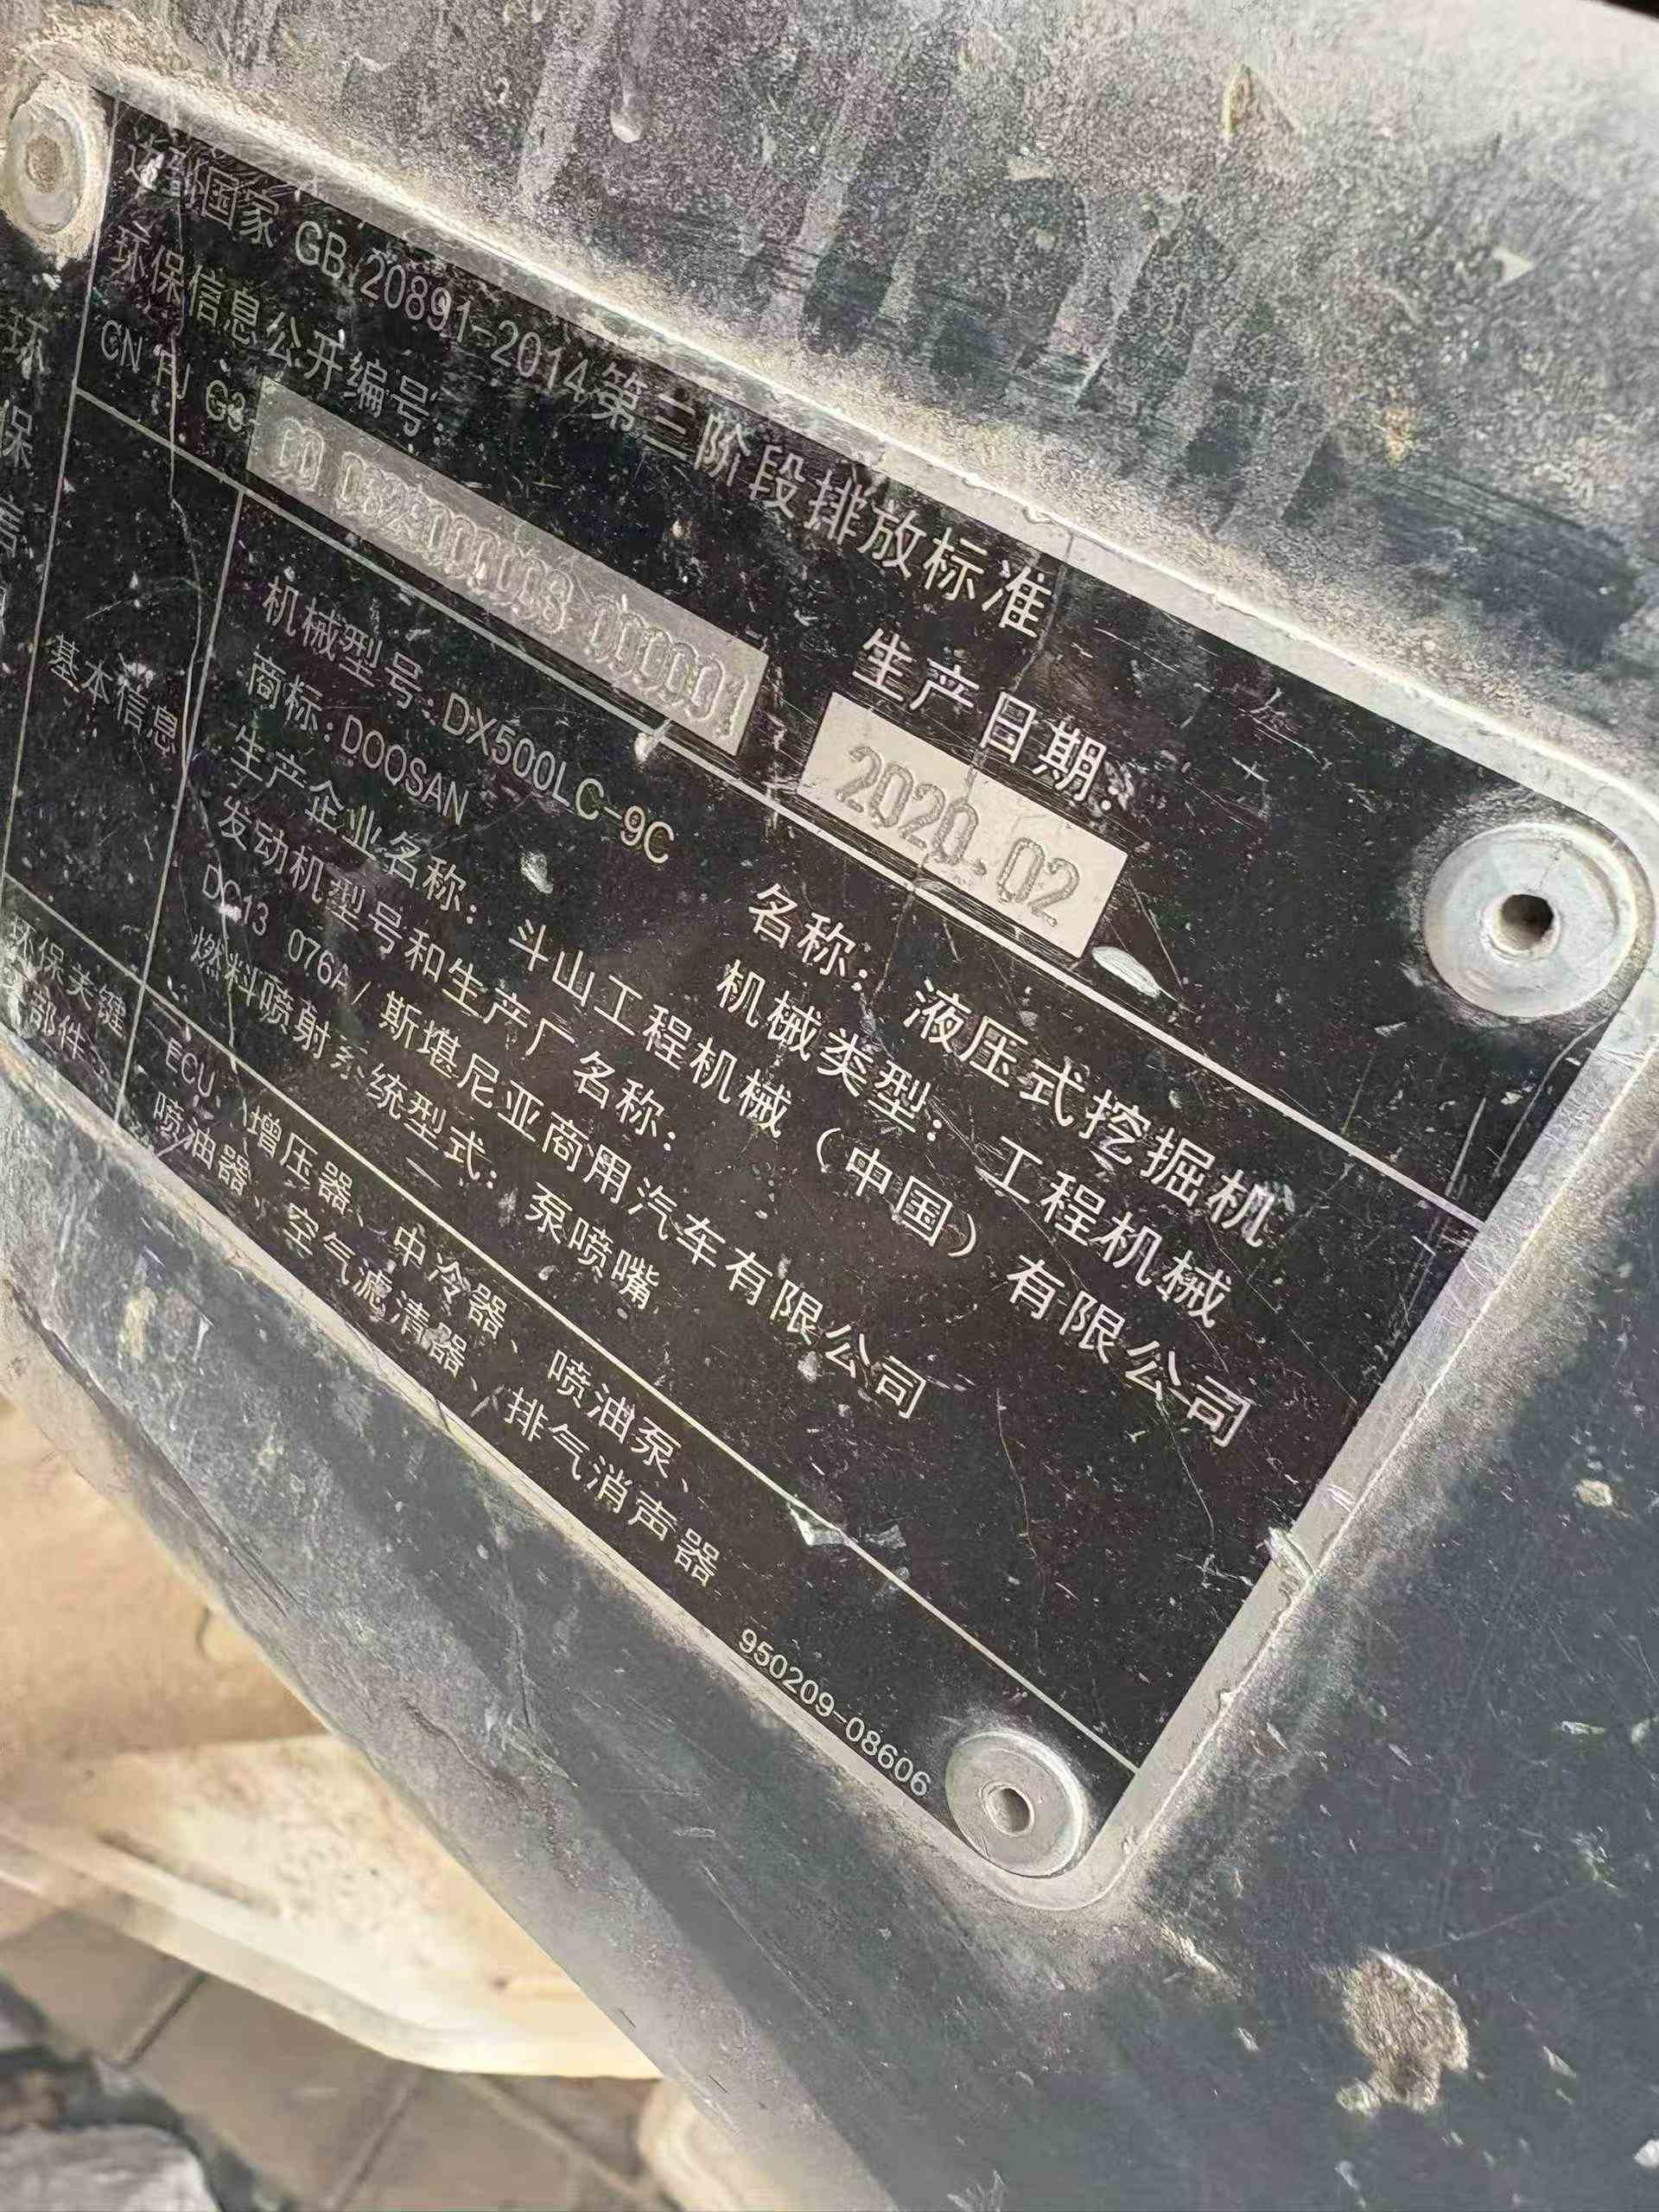 达到国家 GB 20891-2014第三阶段排放标准
环保信息公开编号: 生产日期:
CN FJ G3 2020-02
基本信息
机械型号:DX500LC-9C 名称: 液压式挖掘机
商标:DOOSAN 机械类型: 工程机械
生产企业名称: 斗山工程机械（中国）有限公司
发动机型号和生产厂名称:
DC13 076A/ 斯堪尼亚商用汽车有限公司
燃料喷射系统型式: 泵喷嘴
环保关键
部件
ECU、增压器、中冷器、喷油泵、
喷油器、空气滤清器、排气消声器
950209-08606